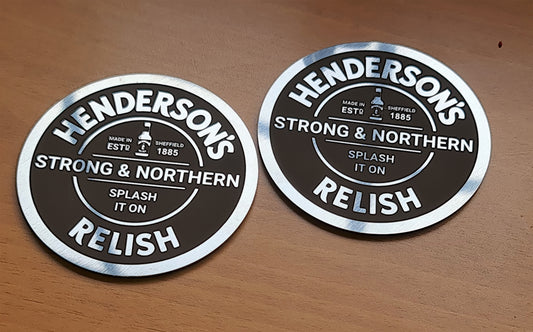 HENDERSON'S
MADE IN SHEFFIELD
ESTD 1885
STRONG & NORTHERN
SPLASH
IT ON
RELISH
HENDERSON'S
MADE IN SHEFFIELD
ESTD 1885
STRONG & NORTHERN
SPLASH
IT ON
RELISH